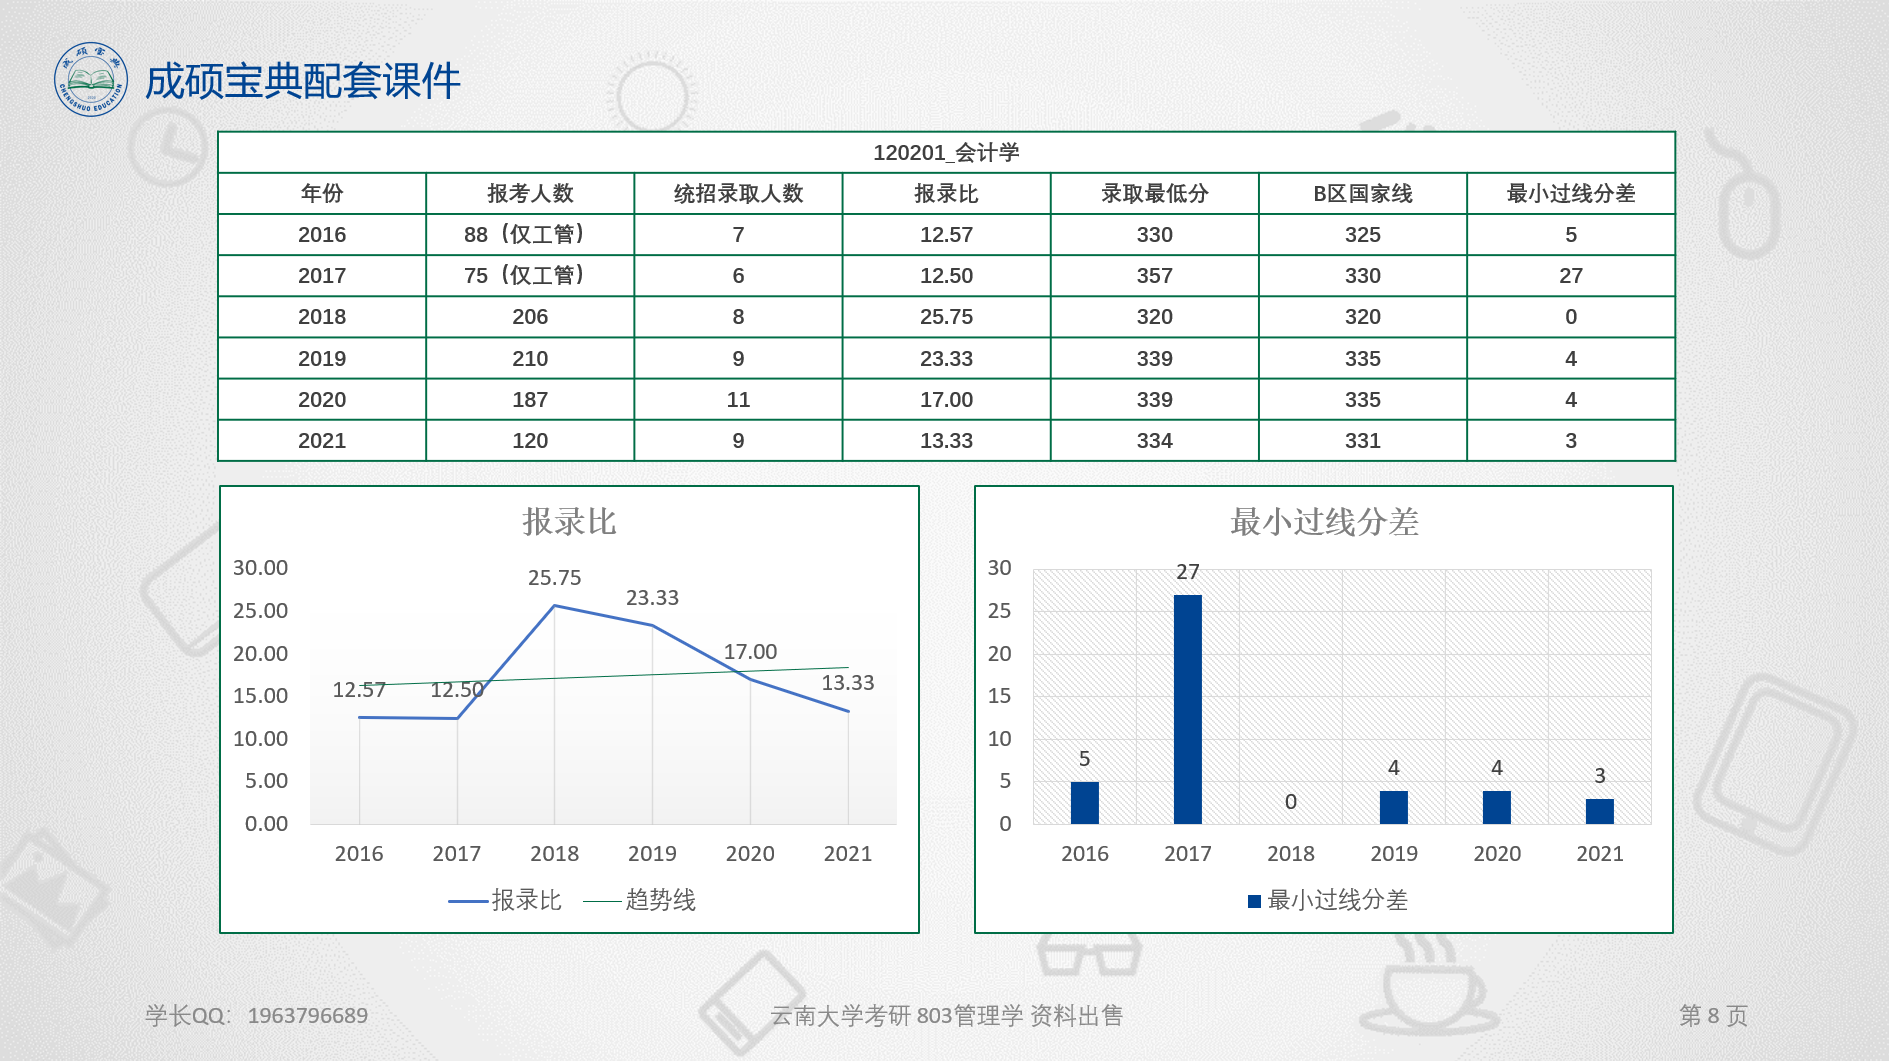 成硕宝典
CHENGSHUO EDUCATION
成硕宝典配套课件
120201_会计学
年份 报考人数 统招录取人数 报录比 录取最低分 B区国家线 最小过线分差
2016 88（仅工管） 7 12.57 330 325 5
2017 75（仅工管） 6 12.50 357 330 27
2018 206 8 25.75 320 320 0
2019 210 9 23.33 339 335 4
2020 187 11 17.00 339 335 4
2021 120 9 13.33 334 331 3
报录比
30.00
25.00
20.00
15.00
10.00
5.00
0.00
12.57 12.50 25.75 23.33 17.00 13.33
2016 2017 2018 2019 2020 2021
报录比 趋势线
最小过线分差
30
25
20
15
10
5
0
5 27 0 4 4 3
2016 2017 2018 2019 2020 2021
最小过线分差
学长QQ：1963796689
云南大学考研 803管理学 资料出售
第 8 页